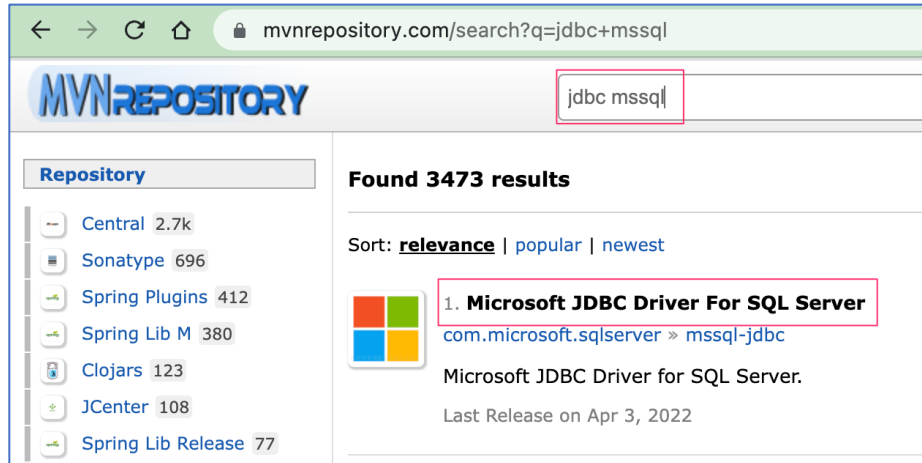 mvnrepository.com/search?q=jdbc+mssql
MVNREPOSITORY
jdbc mssql
Repository
Central 2.7k
Sonatype 696
Spring Plugins 412
Spring Lib M 380
Clojars 123
JCenter 108
Spring Lib Release 77
Found 3473 results
Sort: relevance | popular | newest
1. Microsoft JDBC Driver For SQL Server
com.microsoft.sqlserver » mssql-jdbc
Microsoft JDBC Driver for SQL Server.
Last Release on Apr 3, 2022